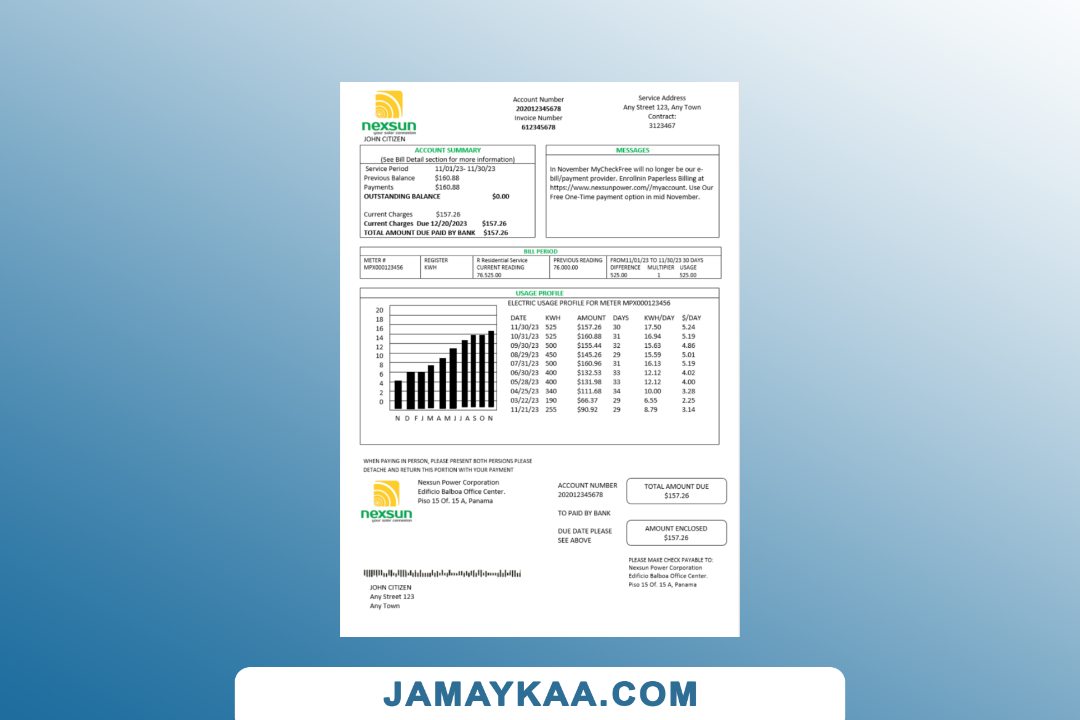 nexsun
your solar connexion
JOHN CITIZEN
Account Number
202012345678
Invoice Number
612345678
Service Address
Any Street 123, Any Town
Contract:
3123467
ACCOUNT SUMMARY
(See Bill Detail section for more information)
Service Period 11/01/23- 11/30/23
Previous Balance $160.88
Payments $160.88
OUTSTANDING BALANCE $0.00
Current Charges $157.26
Current Charges Due 12/20/2023 $157.26
TOTAL AMOUNT DUE PAID BY BANK $157.26
MESSAGES
In November MyCheckFree will no longer be our e-
bill/payment provider. Enrollnin Paperless Billing at
https://www.nexsunpower.com//myaccount. Use Our
Free One-Time payment option in mid November.
BILL PERIOD
METER # REGISTER R Residential Service PREVIOUS READING FROM11/01/23 TO 11/30/23 30 DAYS
MPX000123456 KWH CURRENT READING 76.000.00 DIFFERENCE MULTIPLIER USAGE
76.525.00 525.00 1 525.00
USAGE PROFILE
ELECTRIC USAGE PROFILE FOR METER MPX000123456
20
18
16
14
12
10
8
6
4
2
0
N D F J M A M J J A S O N
DATE KWH AMOUNT DAYS KWH/DAY $/DAY
11/30/23 525 $157.26 30 17.50 5.24
10/31/23 525 $160.88 31 16.94 5.19
09/30/23 500 $155.44 32 15.63 4.86
08/29/23 450 $145.26 29 15.59 5.01
07/31/23 500 $160.96 31 16.13 5.19
06/30/23 400 $132.53 33 12.12 4.02
05/28/23 400 $131.98 33 12.12 4.00
04/25/23 340 $111.68 34 10.00 3.28
03/22/23 190 $66.37 29 6.55 2.25
11/21/23 255 $90.92 29 8.79 3.14
WHEN PAYING IN PERSON, PLEASE PRESENT BOTH PERSIONS PLEASE
DETACHE AND RETURN THIS PORTION WITH YOUR PAYMENT
nexsun
your solar connexion
Nexsun Power Corporation
Edificio Balboa Office Center.
Piso 15 Of. 15 A, Panama
ACCOUNT NUMBER
202012345678
TO PAID BY BANK
DUE DATE PLEASE
SEE ABOVE
TOTAL AMOUNT DUE
$157.26
AMOUNT ENCLOSED
$157.26
PLEASE MAKE CHECK PAYABLE TO:
Nexsun Power Corporation
Edificio Balboa Office Center.
Piso 15 Of. 15 A, Panama
JOHN CITIZEN
Any Street 123
Any Town
JAMAYKAA.COM